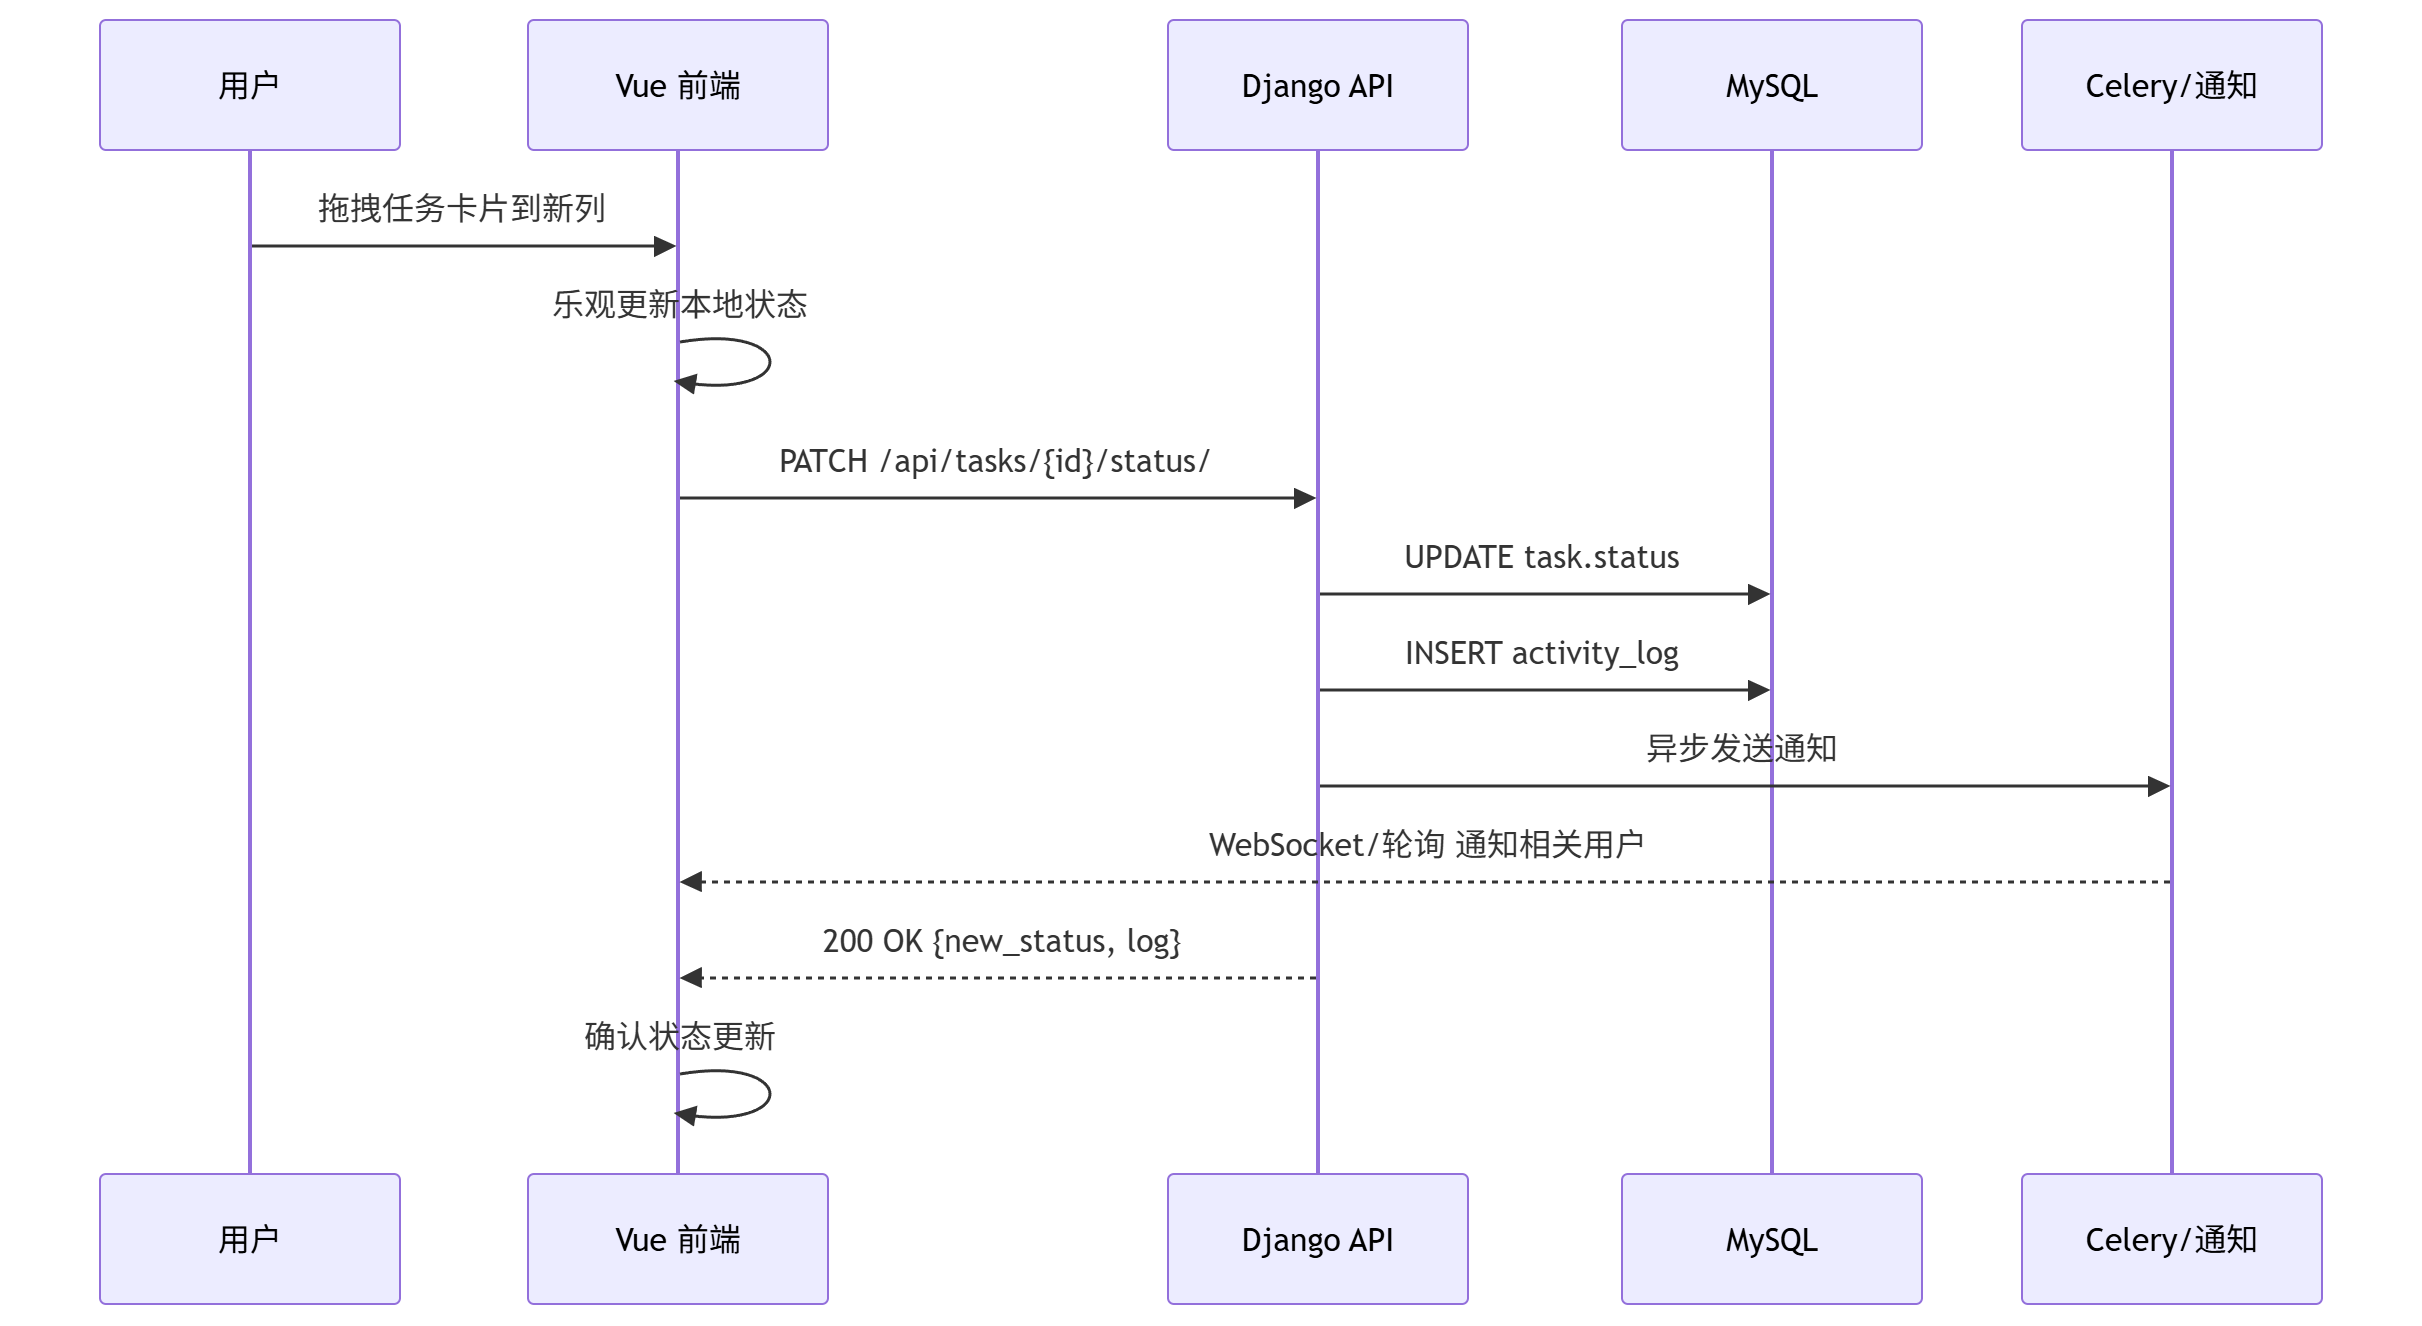 用户
Vue 前端
Django API
MySQL
Celery/通知
拖拽任务卡片到新列
乐观更新本地状态
PATCH /api/tasks/{id}/status/
UPDATE task.status
INSERT activity_log
异步发送通知
WebSocket/轮询 通知相关用户
200 OK {new_status, log}
确认状态更新
用户
Vue 前端
Django API
MySQL
Celery/通知